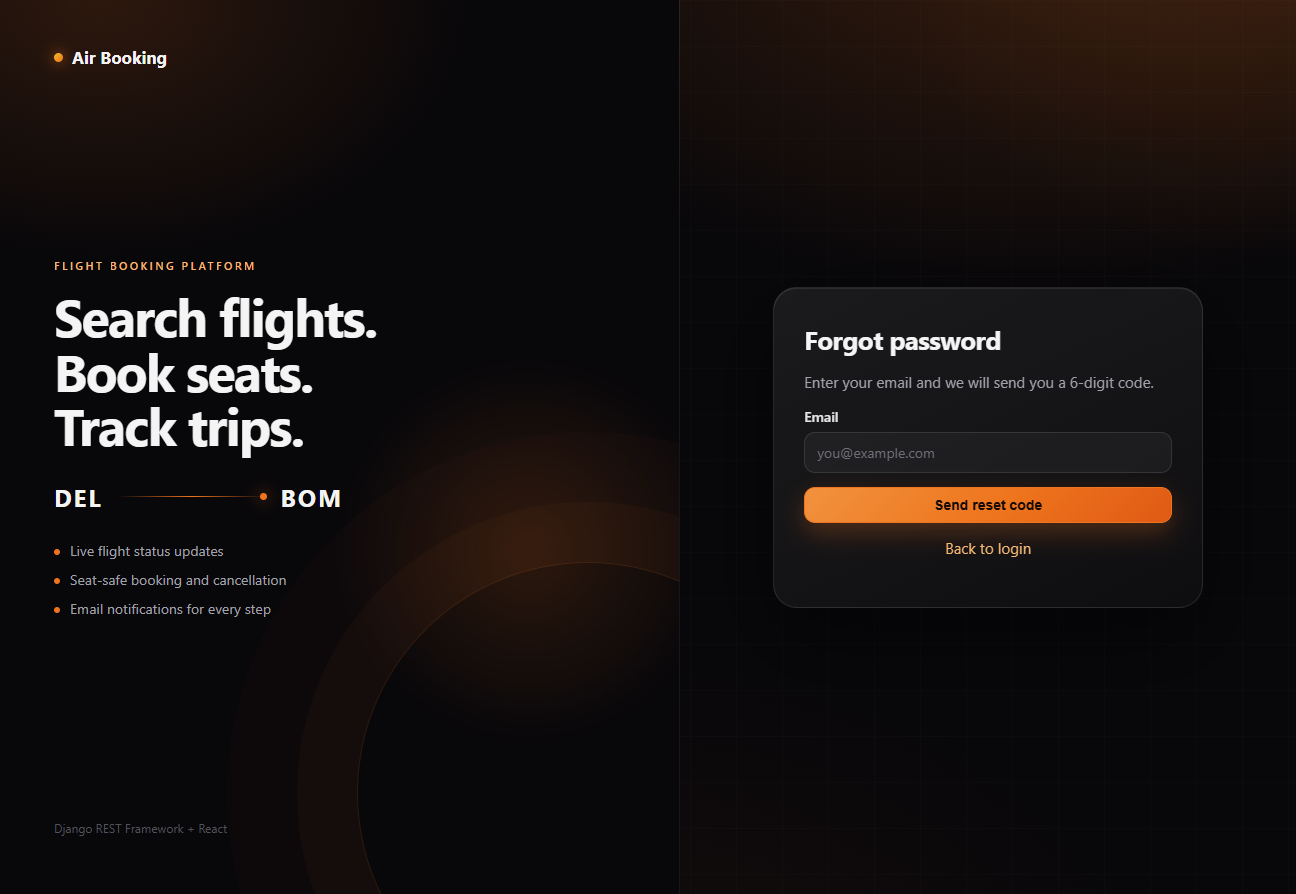 Air Booking
FLIGHT BOOKING PLATFORM
Search flights.
Book seats.
Track trips.
DEL BOM
Live flight status updates
Seat-safe booking and cancellation
Email notifications for every step
Django REST Framework + React
Forgot password
Enter your email and we will send you a 6-digit code.
Email
you@example.com
Send reset code
Back to login